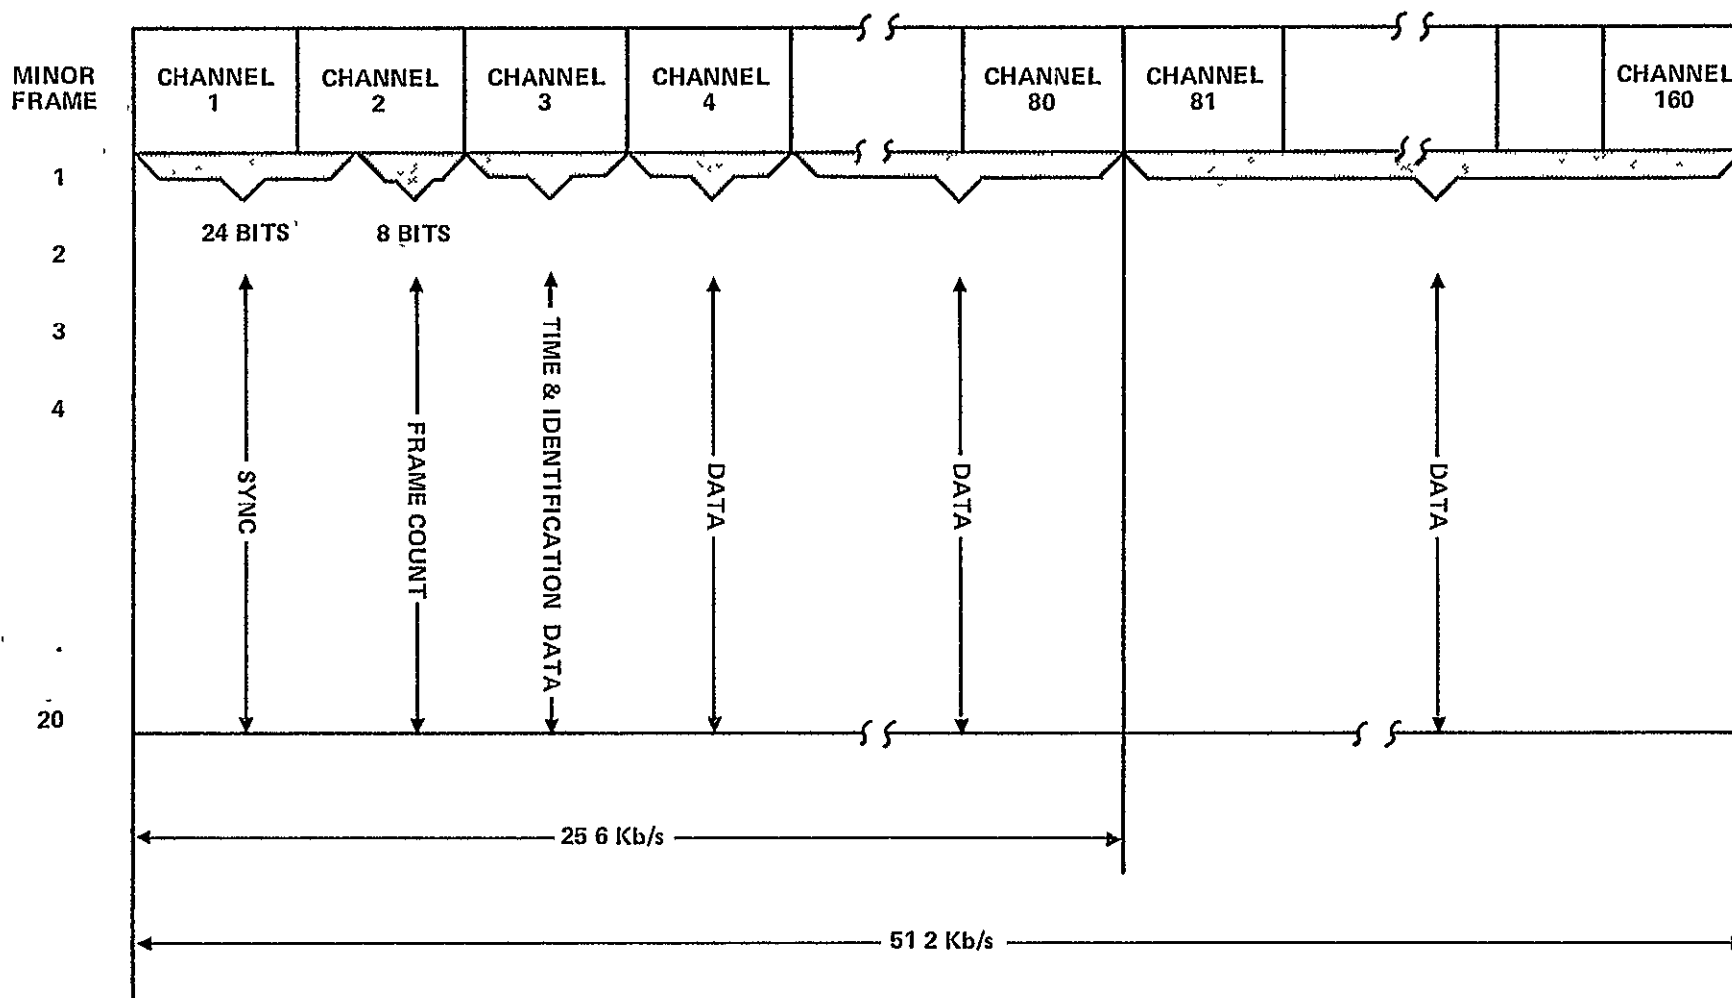 MINOR
FRAME
CHANNEL
1
CHANNEL
2
CHANNEL
3
CHANNEL
4
CHANNEL
80
CHANNEL
81
CHANNEL
160
1
24 BITS
8 BITS
2
3
4
SYNC
FRAME COUNT
TIME & IDENTIFICATION DATA
DATA
DATA
DATA
20
25 6 Kb/s
51 2 Kb/s